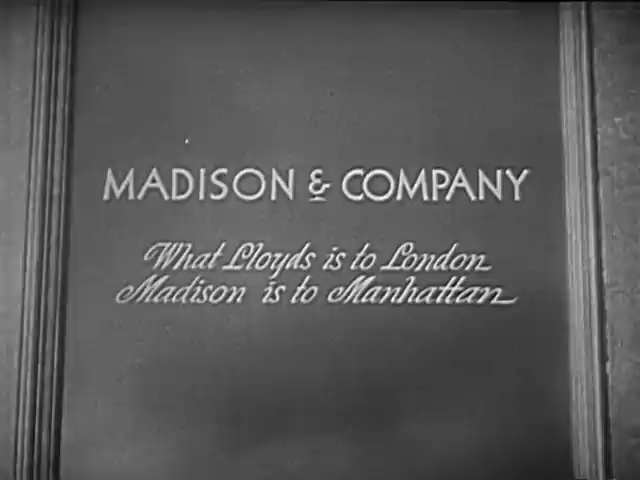 MADISON & COMPANY
What Lloyds is to London
Madison is to Manhattan